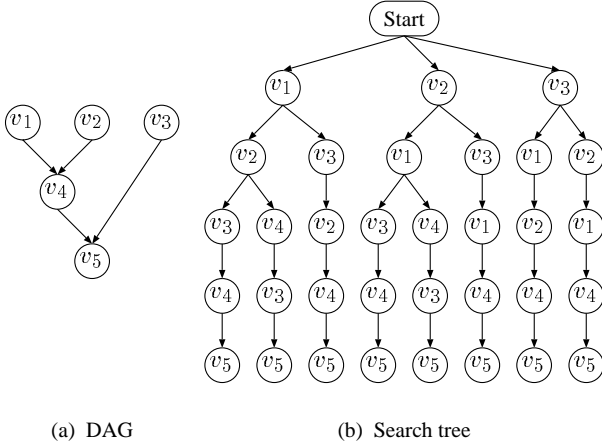 Start
v1 v2 v3
v1 v2 v3
v2 v3 v1 v3 v1 v2
v4
v3 v4 v2 v3 v4 v1 v2 v1
v5
v4 v3 v4 v4 v3 v4 v4 v4
v5 v5 v5 v5 v5 v5 v5 v5
(a) DAG (b) Search tree